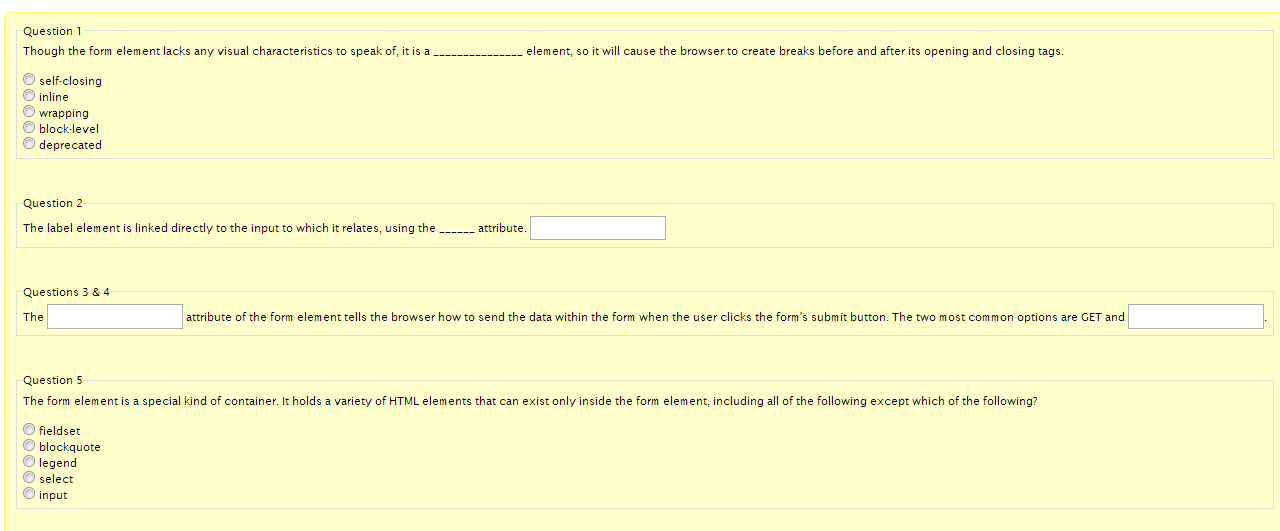 Question 1
Though the form element lacks any visual characteristics to speak of, it is a _______________ element, so it will cause the browser to create breaks before and after its opening and closing tags.
self-closing
inline
wrapping
block-level
deprecated
Question 2
The label element is linked directly to the input to which it relates, using the ______ attribute.
Questions 3 & 4
The attribute of the form element tells the browser how to send the data within the form when the user clicks the form's submit button. The two most common options are GET and .
Question 5
The form element is a special kind of container. It holds a variety of HTML elements that can exist only inside the form element, including all of the following except which of the following?
fieldset
blockquote
legend
select
input